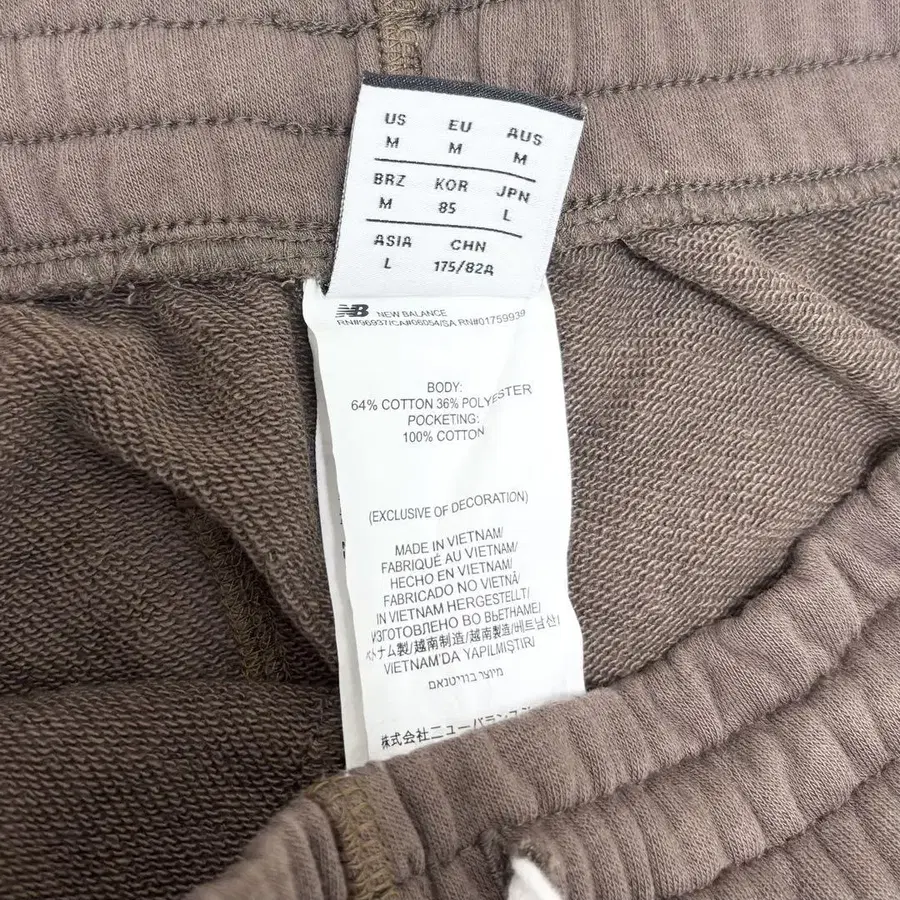 US EU AUS
M M M
BRZ KOR JPN
M 85 L
ASIA CHN
L 175/82A
NB NEW BALANCE
RN#96937/CA#06054/SA RN#01759939
BODY:
64% COTTON 36% POLYESTER
POCKETING:
100% COTTON
(EXCLUSIVE OF DECORATION)
MADE IN VIETNAM/
FABRIQUÉ AU VIETNAM/
HECHO EN VIETNAM/
FABRICADO NO VIETNÃ/
IN VIETNAM HERGESTELLT/
ИЗГОТОВЛЕНО ВО ВЬЕТНАМЕ/
ベトナム製/越南制造/越南製造/베트남산/
VIETNAM'DA YAPILMIŞTIR/
מיוצר בוויטנאם
株式会社ニューバランス